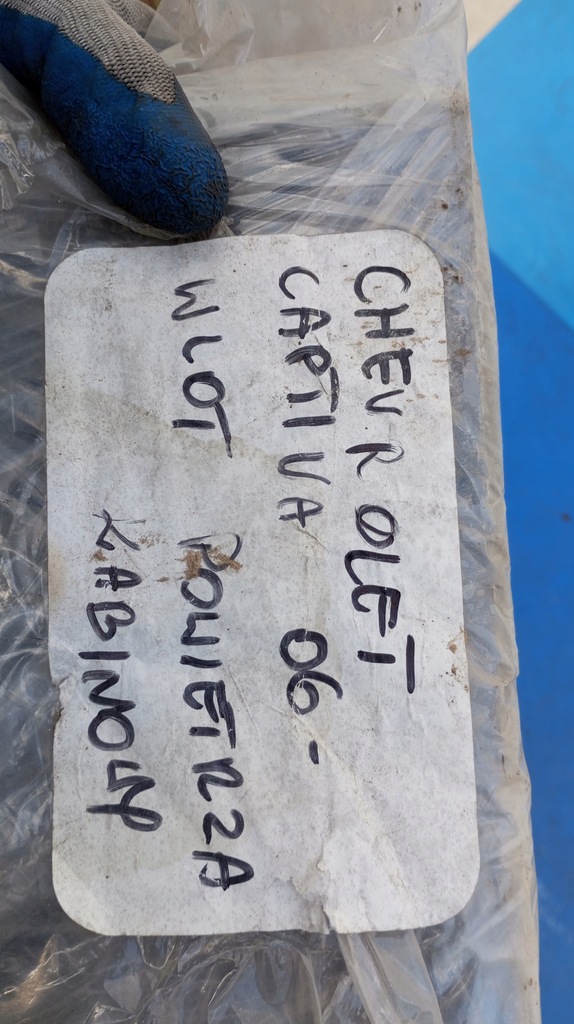 CHEVROLET
CAPTIVA 06-
WLOT POWIETRZA
KABINOWY